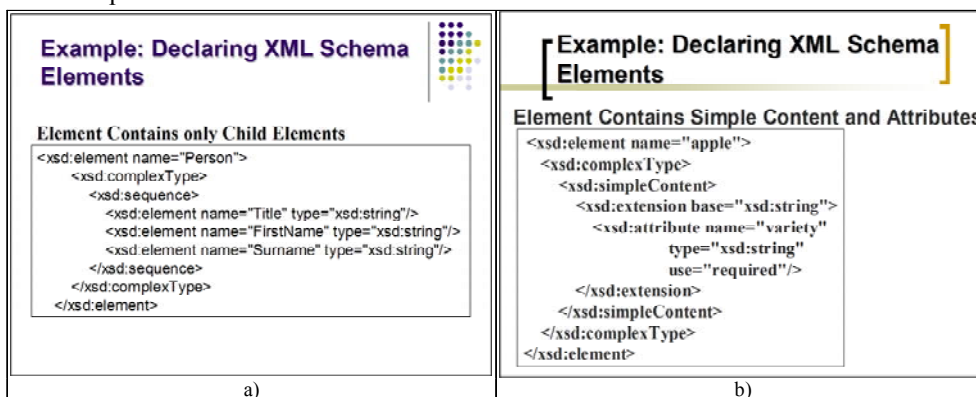 Example: Declaring XML Schema
Elements
Element Contains only Child Elements
<xsd:element name="Person">
<xsd:complexType>
<xsd:sequence>
<xsd:element name="Title" type="xsd:string"/>
<xsd:element name="FirstName" type="xsd:string"/>
<xsd:element name="Surname" type="xsd:string"/>
</xsd:sequence>
</xsd:complexType>
</xsd:element>
a)
Example: Declaring XML Schema
Elements
Element Contains Simple Content and Attributes
<xsd:element name="apple">
<xsd:complexType>
<xsd:simpleContent>
<xsd:extension base="xsd:string">
<xsd:attribute name="variety"
type="xsd:string"
use="required"/>
</xsd:extension>
</xsd:simpleContent>
</xsd:complexType>
</xsd:element>
b)